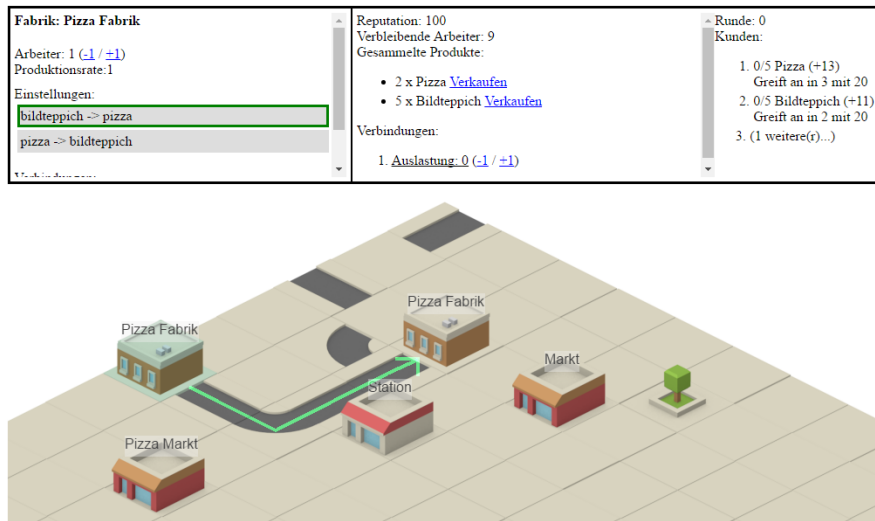 Fabrik: Pizza Fabrik
Arbeiter: 1 (-1 / +1)
Produktionsrate:1
Einstellungen:
bildteppich -> pizza
pizza -> bildteppich
Verbindungen:
Reputation: 100
Verbleibende Arbeiter: 9
Gesammelte Produkte:
• 2 x Pizza Verkaufen
• 5 x Bildteppich Verkaufen
Verbindungen:
1. Auslastung: 0 (-1 / +1)
Runde: 0
Kunden:
1. 0/5 Pizza (+13)
Greift an in 3 mit 20
2. 0/5 Bildteppich (+11)
Greift an in 2 mit 20
3. (1 weitere(r)...)
Pizza Fabrik
Pizza Fabrik
Markt
Station
Pizza Markt